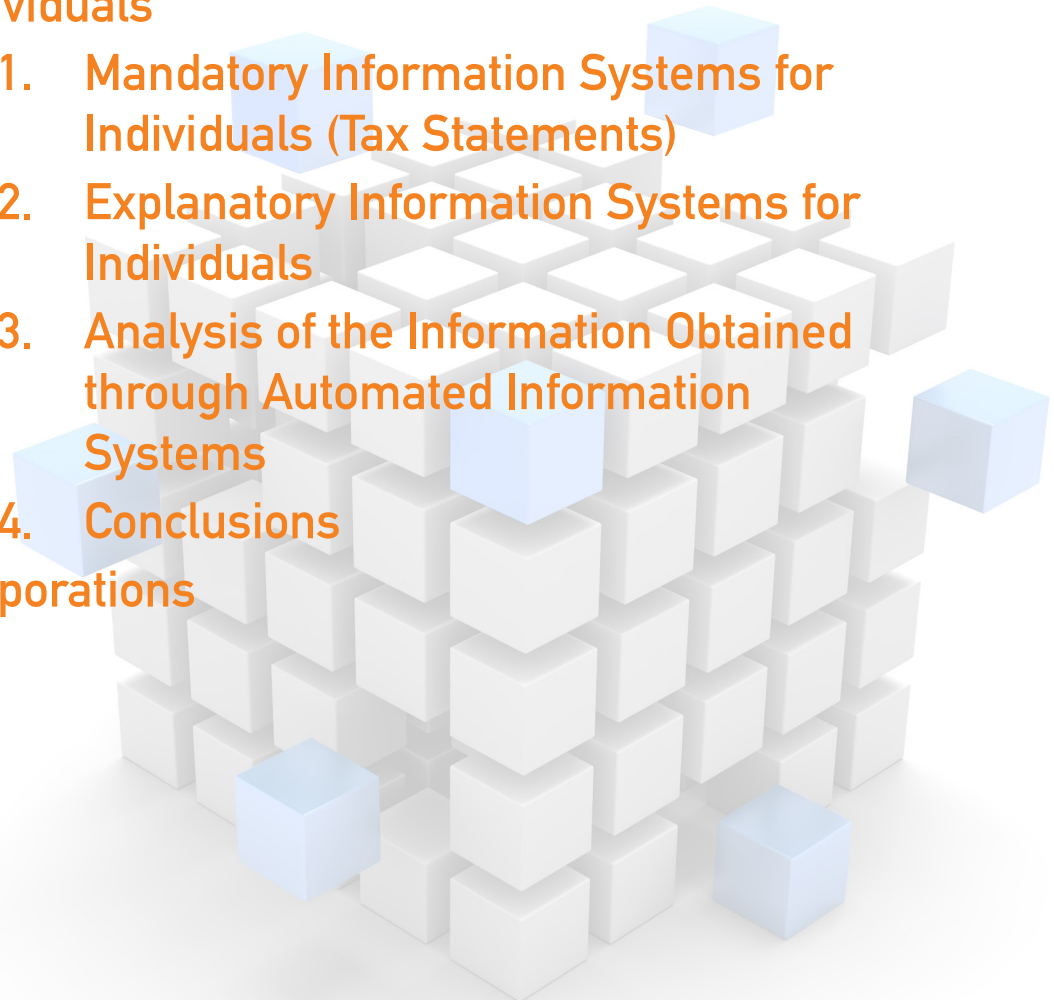 viduals
1. Mandatory Information Systems for
Individuals (Tax Statements)
2. Explanatory Information Systems for
Individuals
3. Analysis of the Information Obtained
through Automated Information
Systems
4. Conclusions
porations